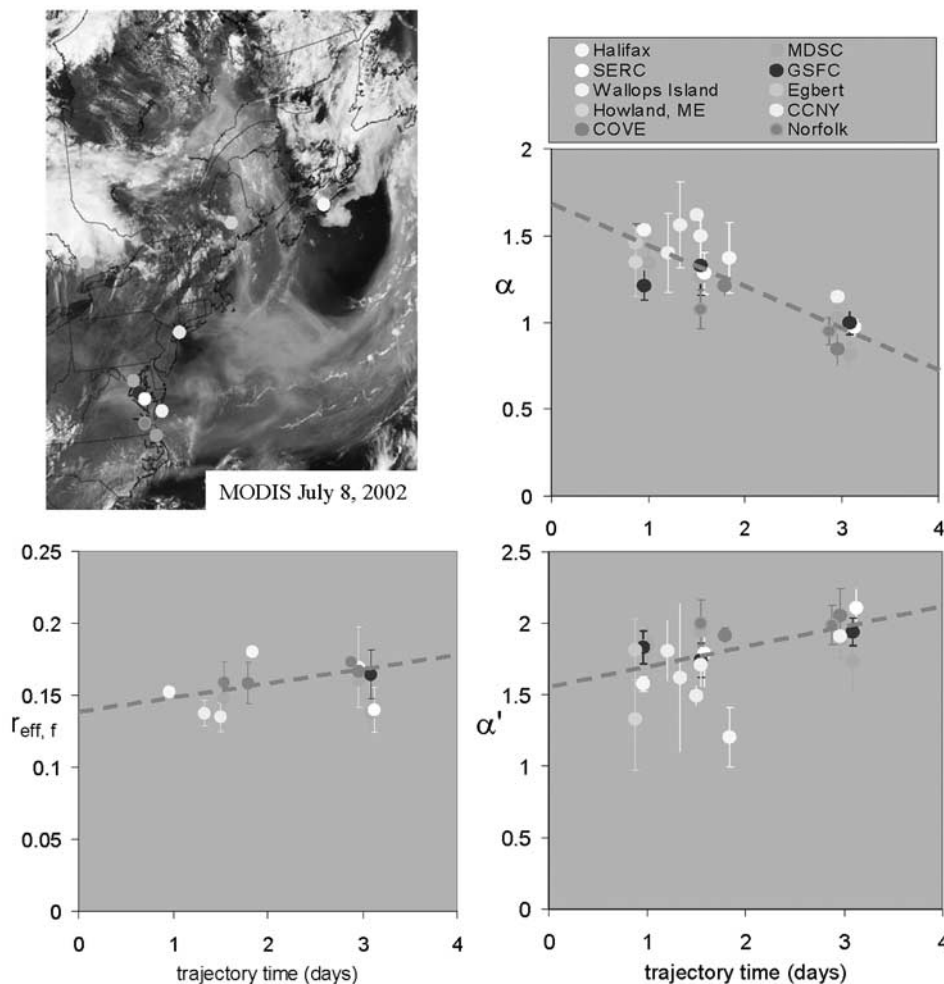 Halifax MDSC
SERC GSFC
Wallops Island Egbert
Howland, ME CCNY
COVE Norfolk
MODIS July 8, 2002
2
1.5
α
1
0.5
0
0 1 2 3 4
0.25
0.2
0.15
r eff, f
0.1
0.05
0
0 1 2 3 4
trajectory time (days)
2.5
2
1.5
α'
1
0.5
0
0 1 2 3 4
trajectory time (days)